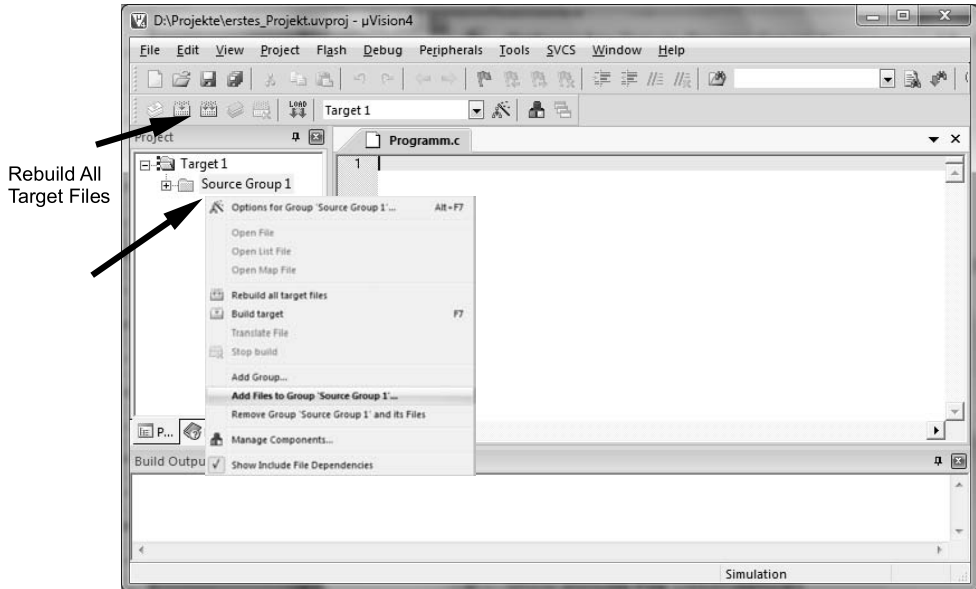 D:\Projekte\erstes_Projekt.uvproj - µVision4
File Edit View Project Flash Debug Peripherals Tools SVCS Window Help
LOAD
Target 1
Project
Programm.c
Rebuild All
Target Files
Target 1
Source Group 1
1
Options for Group 'Source Group 1'... Alt+F7
Open File
Open List File
Open Map File
Rebuild all target files
Build target F7
Translate File
Stop build
Add Group...
Add Files to Group 'Source Group 1'...
Remove Group 'Source Group 1' and its Files
Manage Components...
Show Include File Dependencies
P...
Build Outpu
Simulation